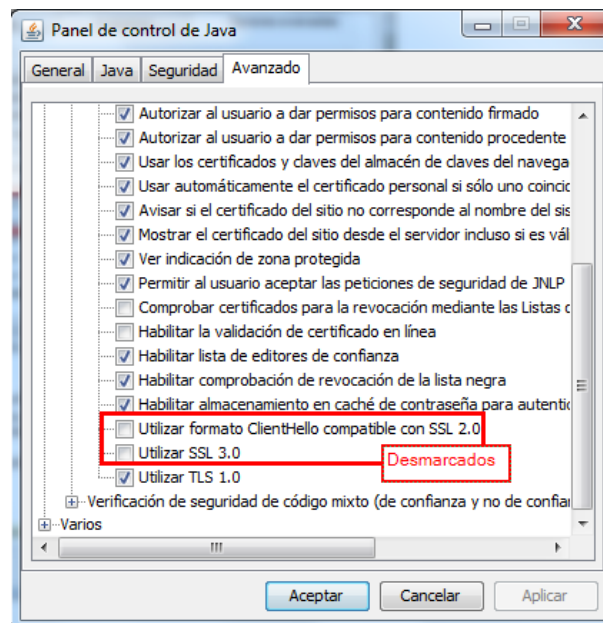 Panel de control de Java
General Java Seguridad Avanzado
Autorizar al usuario a dar permisos para contenido firmado
Autorizar al usuario a dar permisos para contenido procedente
Usar los certificados y claves del almacén de claves del navega
Usar automáticamente el certificado personal si sólo uno coincid
Avisar si el certificado del sitio no corresponde al nombre del sis
Mostrar el certificado del sitio desde el servidor incluso si es vál
Ver indicación de zona protegida
Permitir al usuario aceptar las peticiones de seguridad de JNLP
Comprobar certificados para la revocación mediante las Listas d
Habilitar la validación de certificado en línea
Habilitar lista de editores de confianza
Habilitar comprobación de revocación de la lista negra
Habilitar almacenamiento en caché de contraseña para autentic
Utilizar formato ClientHello compatible con SSL 2.0
Utilizar SSL 3.0
Desmarcados
Utilizar TLS 1.0
Verificación de seguridad de código mixto (de confianza y no de confiar
Varios
Aceptar Cancelar Aplicar